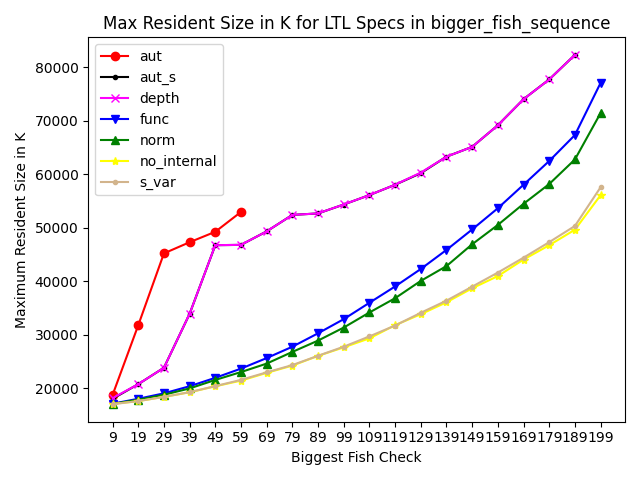 Max Resident Size in K for LTL Specs in bigger_fish_sequence
aut
aut_s
depth
func
norm
no_internal
s_var
Maximum Resident Size in K
80000
70000
60000
50000
40000
30000
20000
9 19 29 39 49 59 69 79 89 99 109 119 129 139 149 159 169 179 189 199
Biggest Fish Check